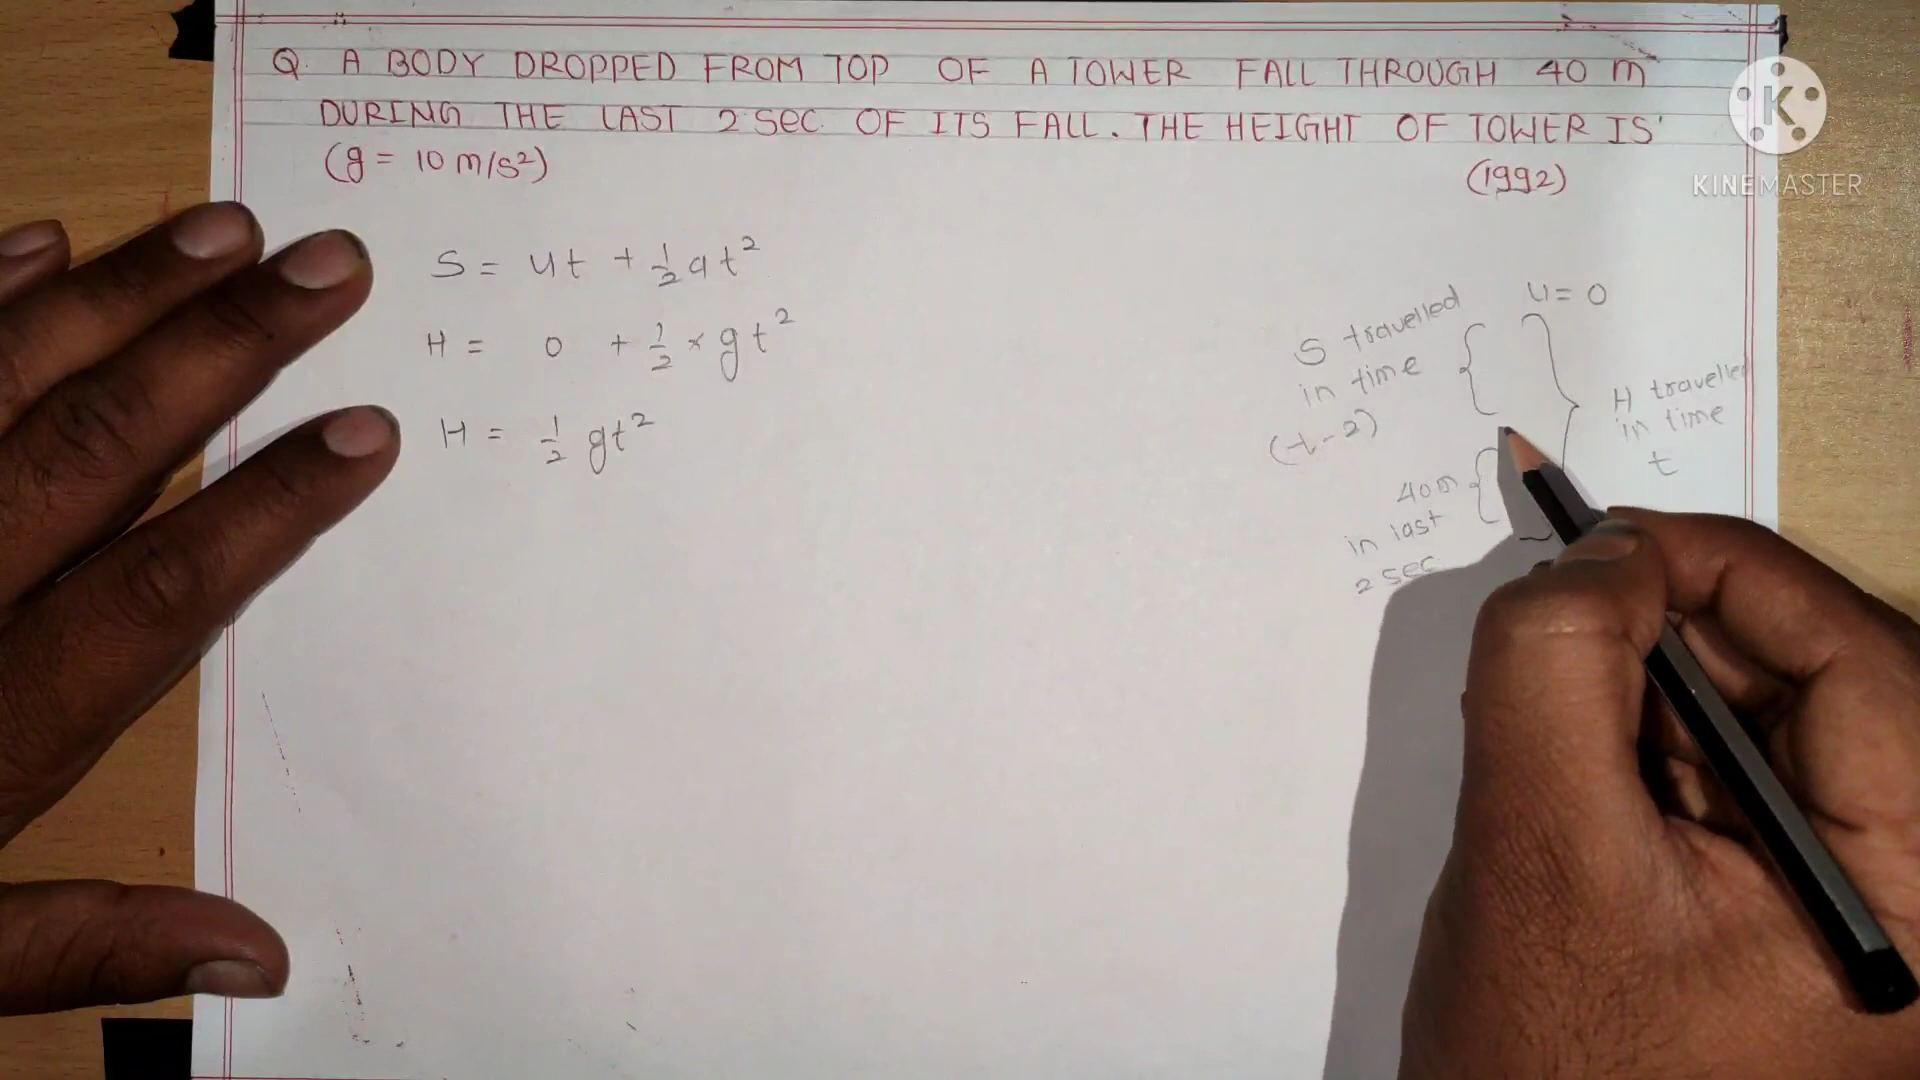 Q. A BODY DROPPED FROM TOP OF A TOWER FALL THROUGH 40 m
DURING THE LAST 2 SEC. OF ITS FALL. THE HEIGHT OF TOWER IS
(g = 10 m/s²)
(1992)
KINEMASTER
S = ut + ½at²
H = 0 + ½ × gt²
H = ½ gt²
u = 0
S travelled
in time
(t-2)
H travelled
in time
t
40m
in last
2 sec